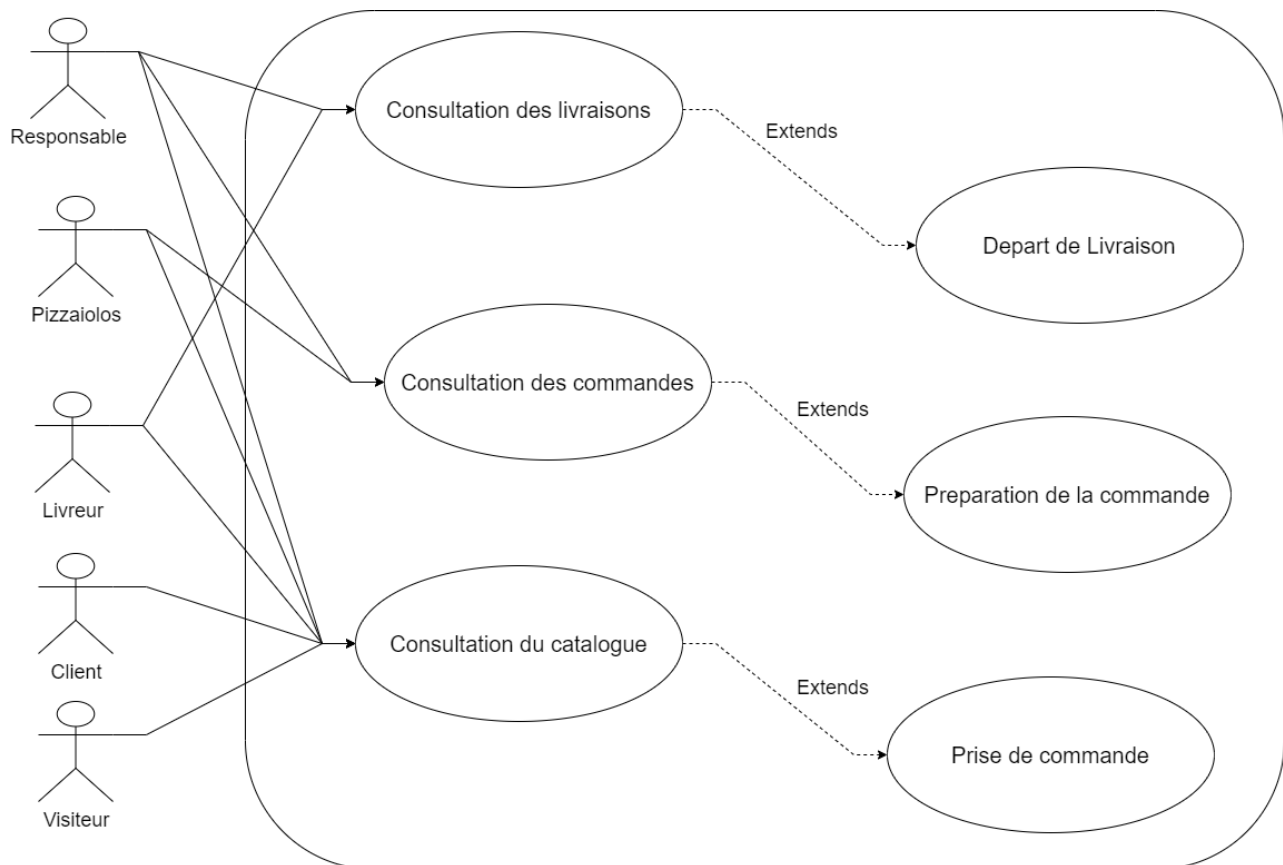 Responsable
Consultation des livraisons
Extends
Depart de Livraison
Pizzaiolos
Consultation des commandes
Extends
Preparation de la commande
Livreur
Client
Consultation du catalogue
Extends
Prise de commande
Visiteur